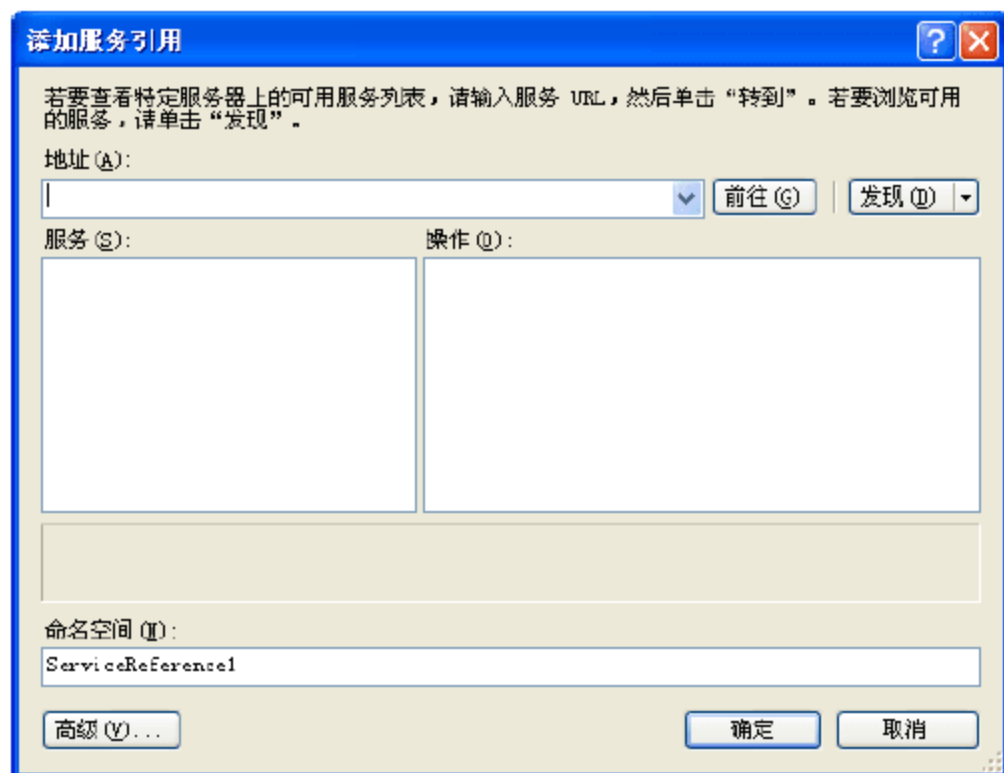 添加服务引用
若要查看特定服务器上的可用服务列表，请输入服务 URL，然后单击“转到”。若要浏览可用
的服务，请单击“发现”。
地址(A):
前往(G) 发现(D)
服务(S): 操作(O):
命名空间(N):
ServiceReference1
高级(V)... 确定 取消